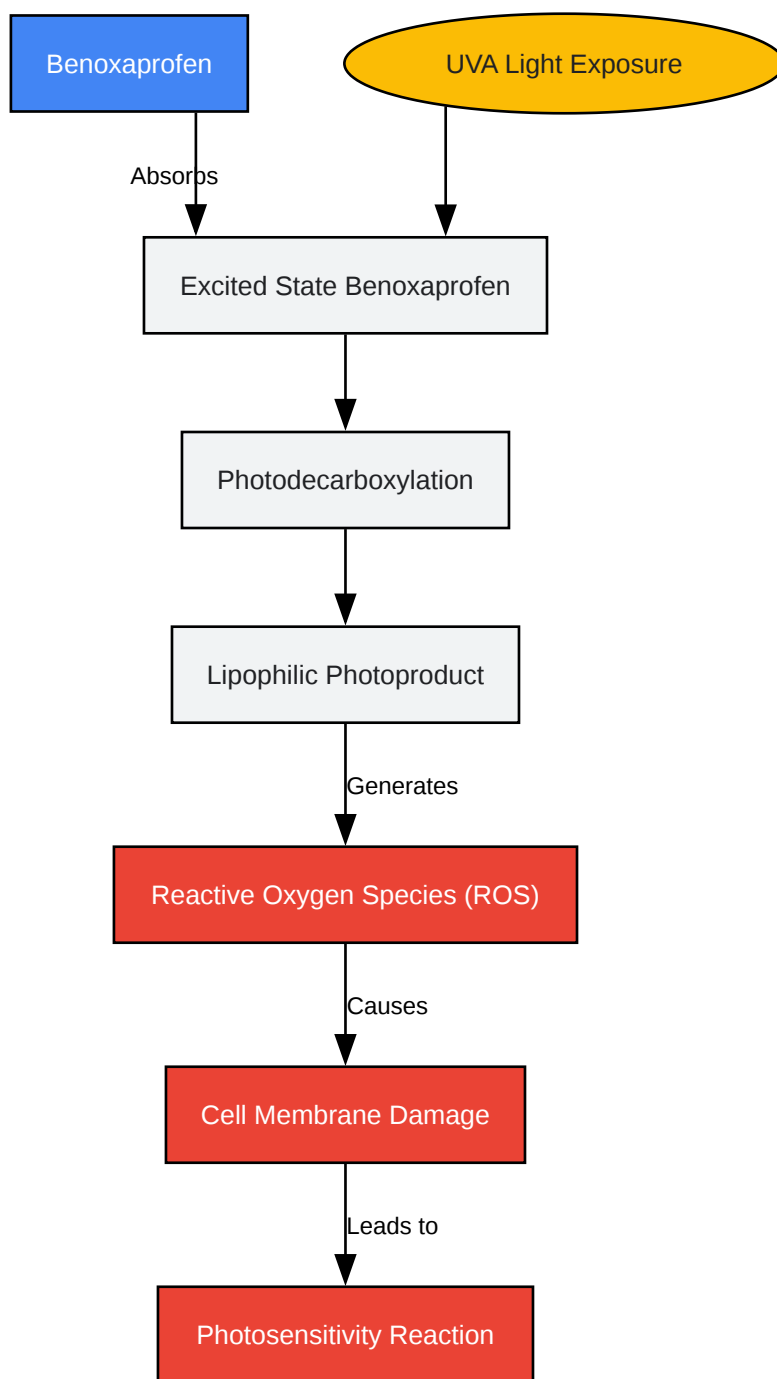 Benoxaprofen
UVA Light Exposure
Absorbs
Excited State Benoxaprofen
Photodecarboxylation
Lipophilic Photoproduct
Generates
Reactive Oxygen Species (ROS)
Causes
Cell Membrane Damage
Leads to
Photosensitivity Reaction